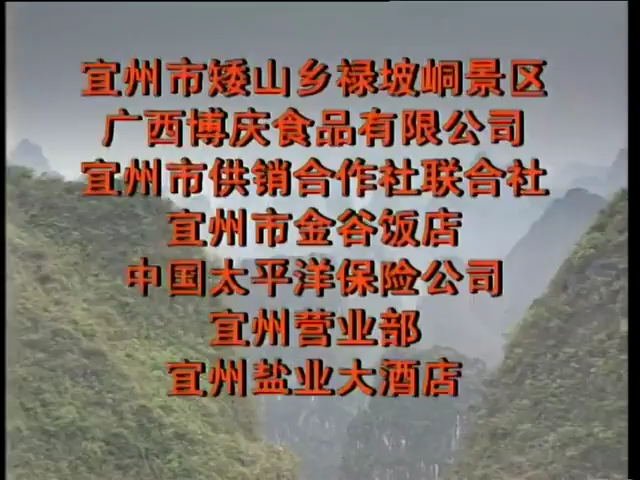 宜州市矮山乡禄坡峒景区
广西博庆食品有限公司
宜州市供销合作社联合社
宜州市金谷饭店
中国太平洋保险公司
宜州营业部
宜州盐业大酒店